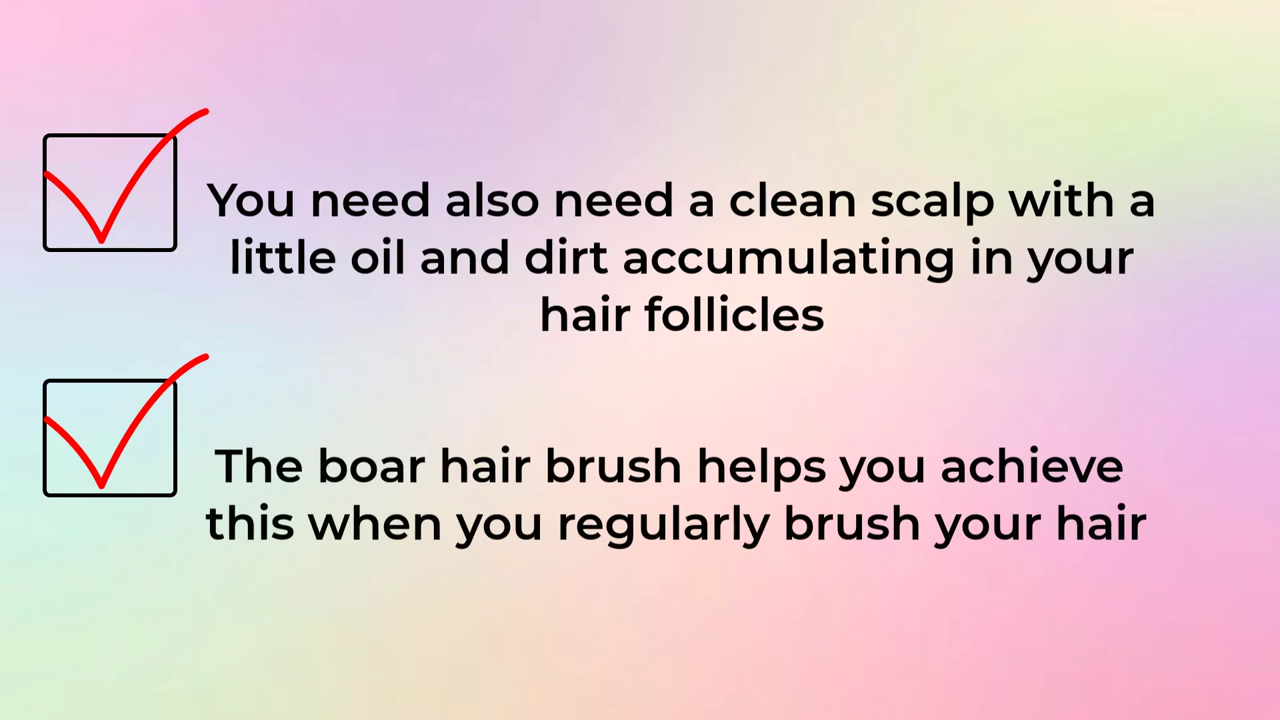 You need also need a clean scalp with a
little oil and dirt accumulating in your
hair follicles
The boar hair brush helps you achieve
this when you regularly brush your hair